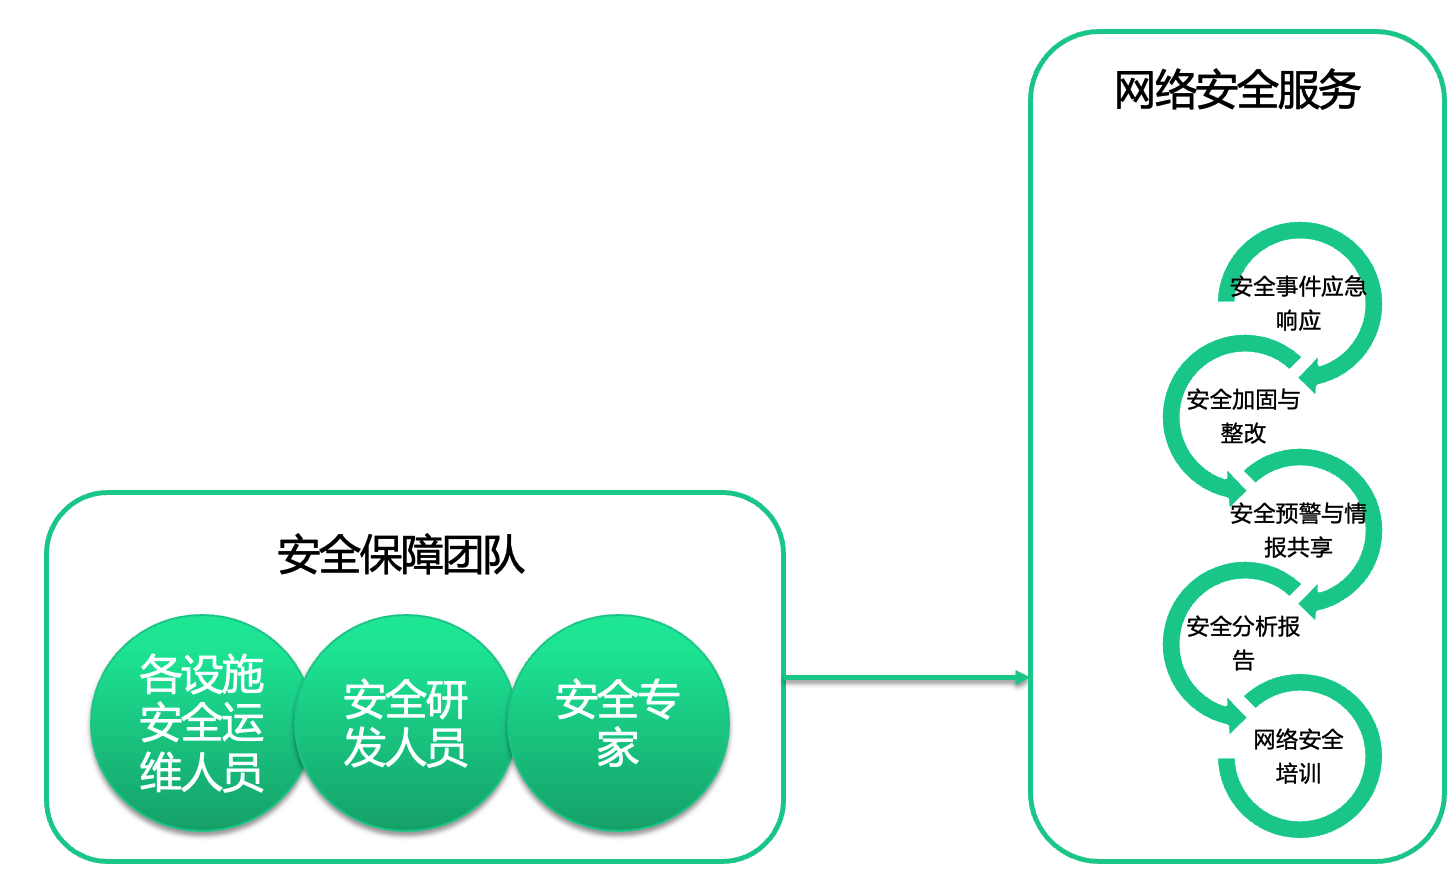 网络安全服务
安全事件应急
响应
安全加固与
整改
安全预警与情
报共享
安全分析报
告
网络安全
培训
安全保障团队
各设施
安全运
维人员
安全研
发人员
安全专
家